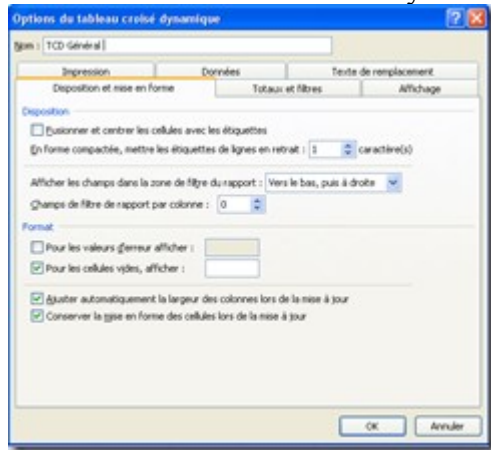 Options du tableau croisé dynamique
Nom : TCD Général
Impression Données Texte de remplacement
Disposition et mise en forme Totaux et filtres Affichage
Disposition
Fusionner et centrer les cellules avec les étiquettes
En forme compactée, mettre les étiquettes de lignes en retrait : 1 caractère(s)
Afficher les champs dans la zone de filtre du rapport : Vers le bas, puis à droite
Champs de filtre de rapport par colonne : 0
Format
Pour les valeurs d'erreur afficher :
Pour les cellules vides, afficher :
Ajuster automatiquement la largeur des colonnes lors de la mise à jour
Conserver la mise en forme des cellules lors de la mise à jour
OK Annuler